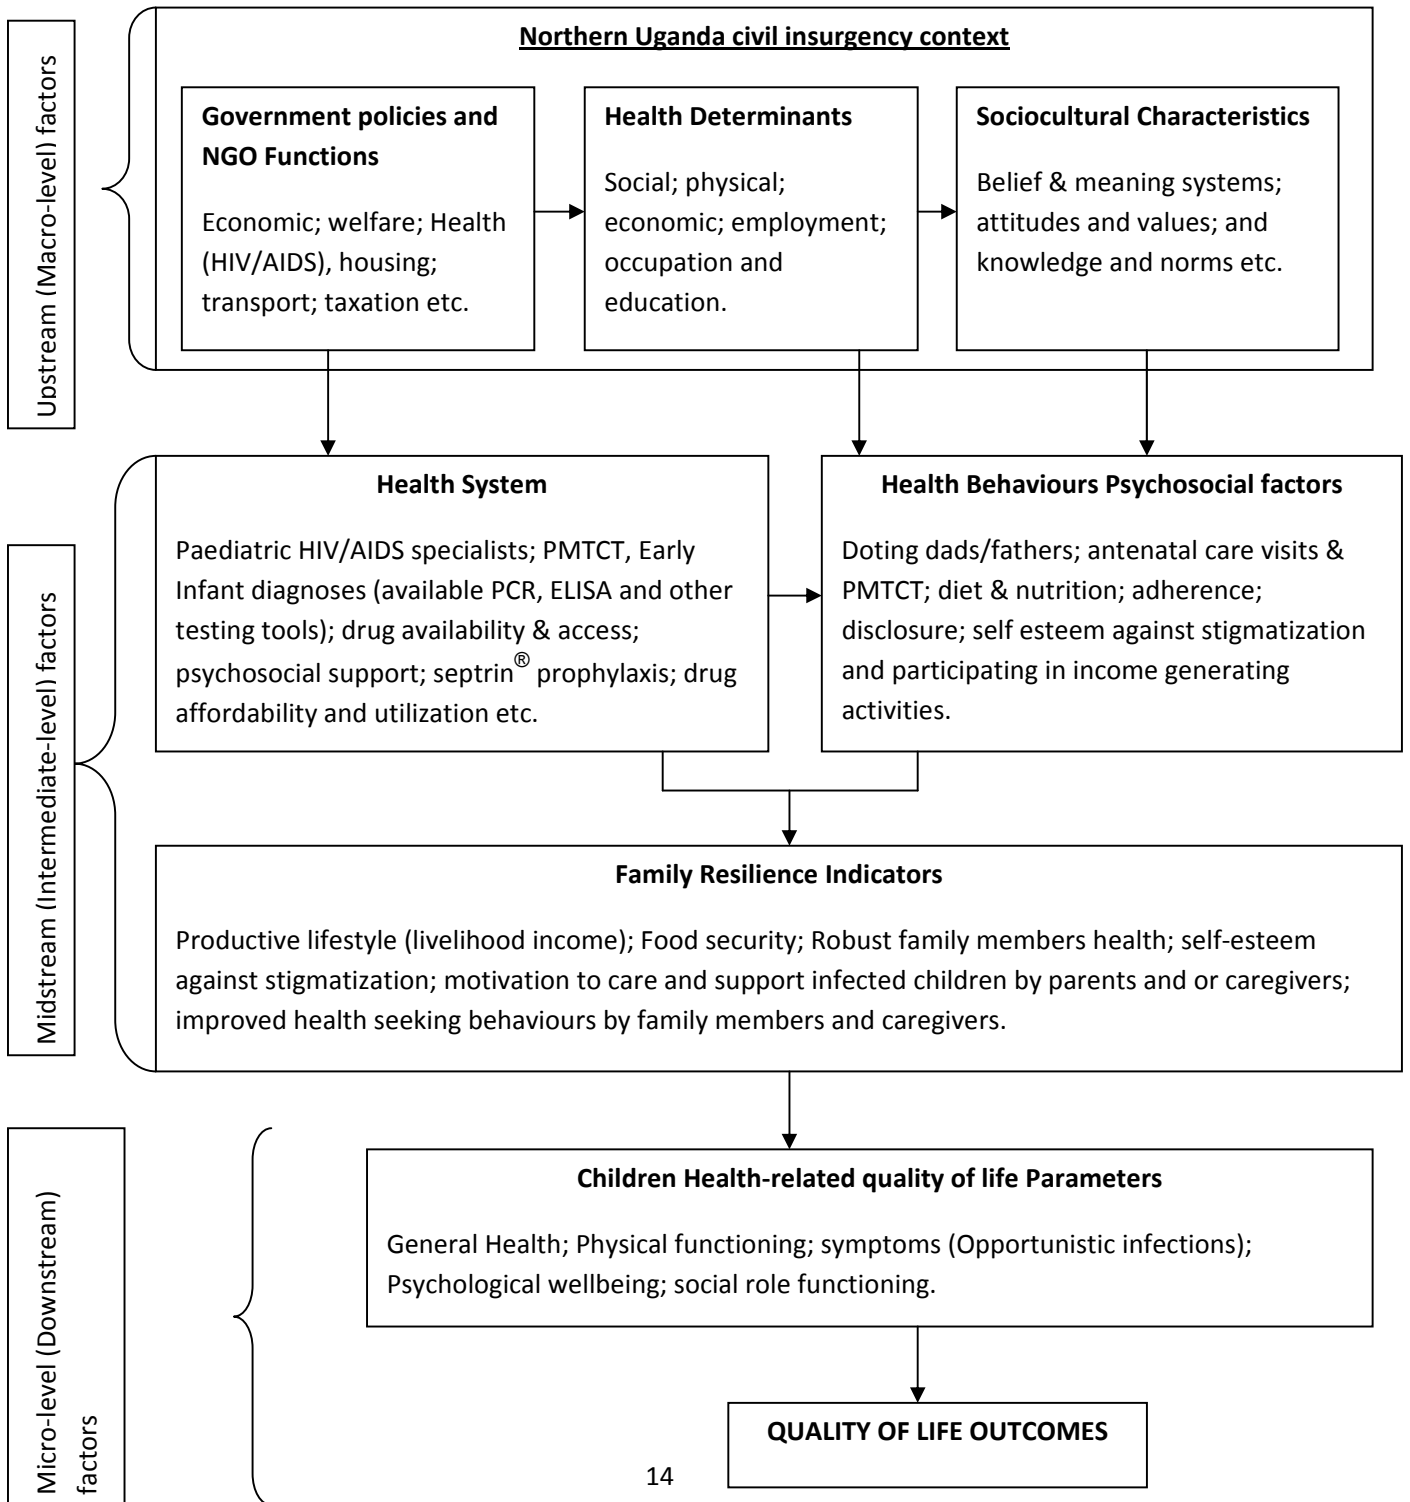 Upstream (Macro-level) factors
Northern Uganda civil insurgency context
Government policies and
NGO Functions
Economic; welfare; Health
(HIV/AIDS), housing;
transport; taxation etc.
Health Determinants
Social; physical;
economic; employment;
occupation and
education.
Sociocultural Characteristics
Belief & meaning systems;
attitudes and values; and
knowledge and norms etc.
Midstream (Intermediate-level) factors
Health System
Paediatric HIV/AIDS specialists; PMTCT, Early
Infant diagnoses (available PCR, ELISA and other
testing tools); drug availability & access;
psychosocial support; septrin® prophylaxis; drug
affordability and utilization etc.
Health Behaviours Psychosocial factors
Doting dads/fathers; antenatal care visits &
PMTCT; diet & nutrition; adherence;
disclosure; self esteem against stigmatization
and participating in income generating
activities.
Family Resilience Indicators
Productive lifestyle (livelihood income); Food security; Robust family members health; self-esteem
against stigmatization; motivation to care and support infected children by parents and or caregivers;
improved health seeking behaviours by family members and caregivers.
Micro-level (Downstream)
factors
Children Health-related quality of life Parameters
General Health; Physical functioning; symptoms (Opportunistic infections);
Psychological wellbeing; social role functioning.
QUALITY OF LIFE OUTCOMES
14